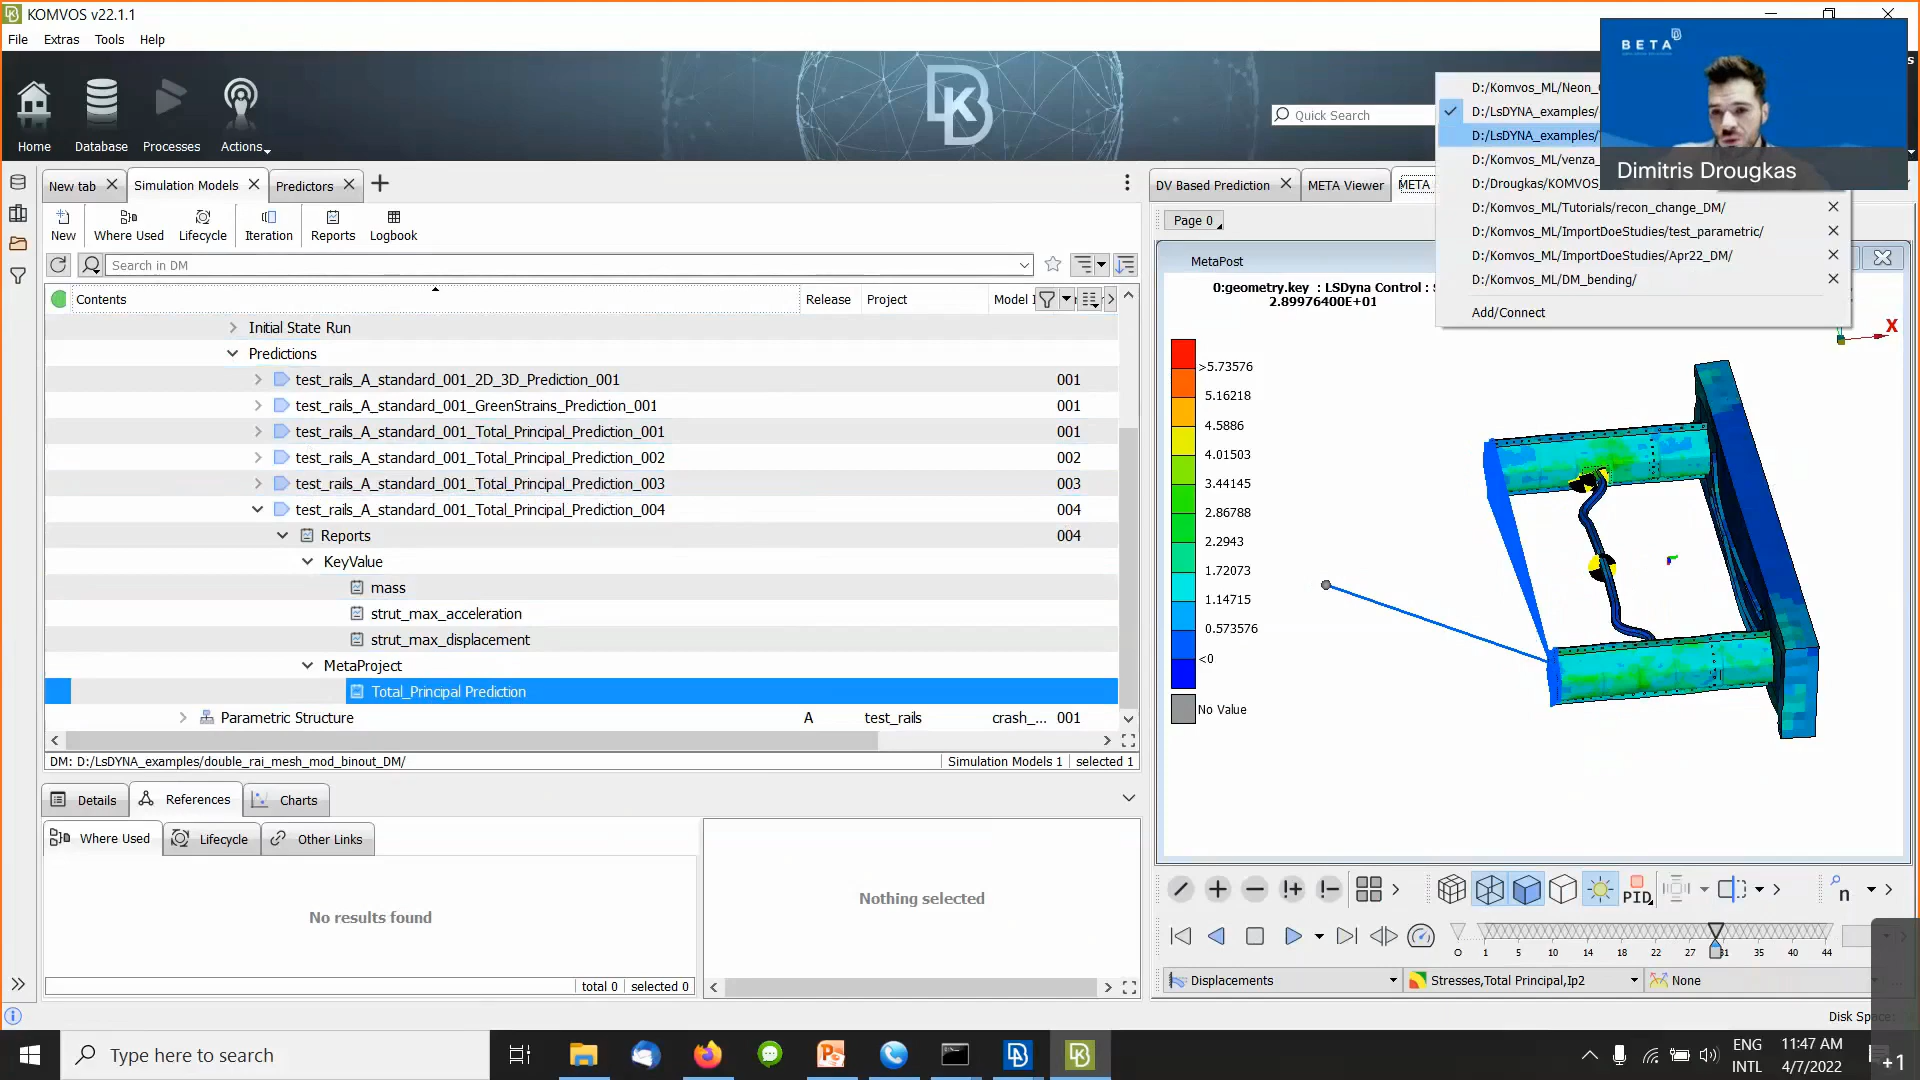 KOMVOS v22.1.1
File Extras Tools Help
Home Database Processes Actions
Quick Search
BETA
Dimitris Drougkas
D:/Komvos_ML/Neon_
D:/LsDYNA_examples/
D:/LsDYNA_examples/
D:/Komvos_ML/venza_
D:/Drougkas/KOMVOS_
D:/Komvos_ML/Tutorials/recon_change_DM/
D:/Komvos_ML/ImportDoeStudies/test_parametric/
D:/Komvos_ML/ImportDoeStudies/Apr22_DM/
D:/Komvos_ML/DM_bending/
Add/Connect
New tab Simulation Models Predictors
New Where Used Lifecycle Iteration Reports Logbook
Search in DM
Contents Release Project Model I
Initial State Run
Predictions
test_rails_A_standard_001_2D_3D_Prediction_001 001
test_rails_A_standard_001_GreenStrains_Prediction_001 001
test_rails_A_standard_001_Total_Principal_Prediction_001 001
test_rails_A_standard_001_Total_Principal_Prediction_002 002
test_rails_A_standard_001_Total_Principal_Prediction_003 003
test_rails_A_standard_001_Total_Principal_Prediction_004 004
Reports 004
KeyValue
mass
strut_max_acceleration
strut_max_displacement
MetaProject
Total_Principal Prediction
Parametric Structure A test_rails crash_... 001
DM: D:/LsDYNA_examples/double_rai_mesh_mod_binout_DM/ Simulation Models 1 selected 1
Details References Charts
Where Used Lifecycle Other Links
No results found
total 0 selected 0
Nothing selected
DV Based Prediction META Viewer META
Page 0
MetaPost
0:geometry.key : LSDyna Control :
2.89976400E+01
X
>5.73576
5.16218
4.5886
4.01503
3.44145
2.86788
2.2943
1.72073
1.14715
0.573576
<0
No Value
PID
n
0 1 5 10 14 18 22 27 31 35 40 44
Displacements Stresses,Total Principal,Ip2 None
Disk Space:
Type here to search
ENG
INTL
11:47 AM
4/7/2022
+1